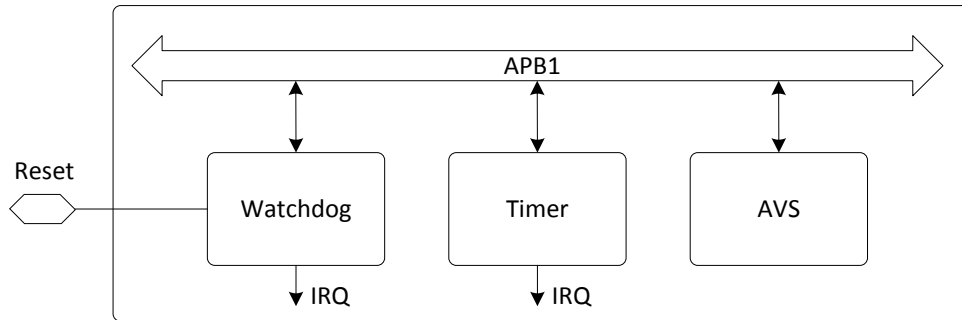 APB1
Reset
Watchdog
Timer
AVS
IRQ
IRQ